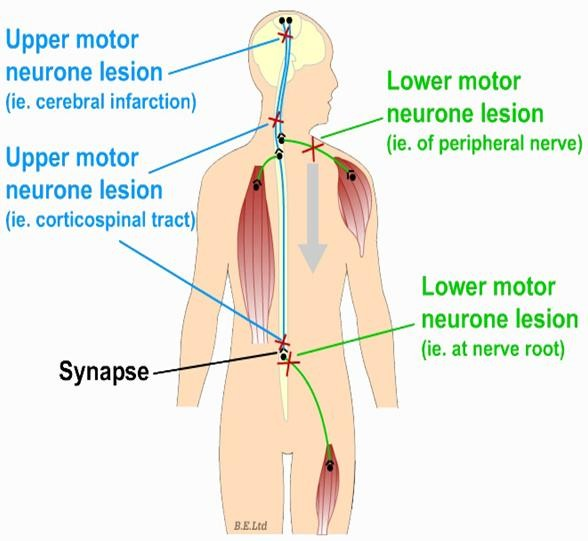 Upper motor
neurone lesion
(ie. cerebral infarction)
Upper motor
neurone lesion
(ie. corticospinal tract)
Lower motor
neurone lesion
(ie. of peripheral nerve)
Lower motor
neurone lesion
(ie. at nerve root)
Synapse
B.E.Ltd